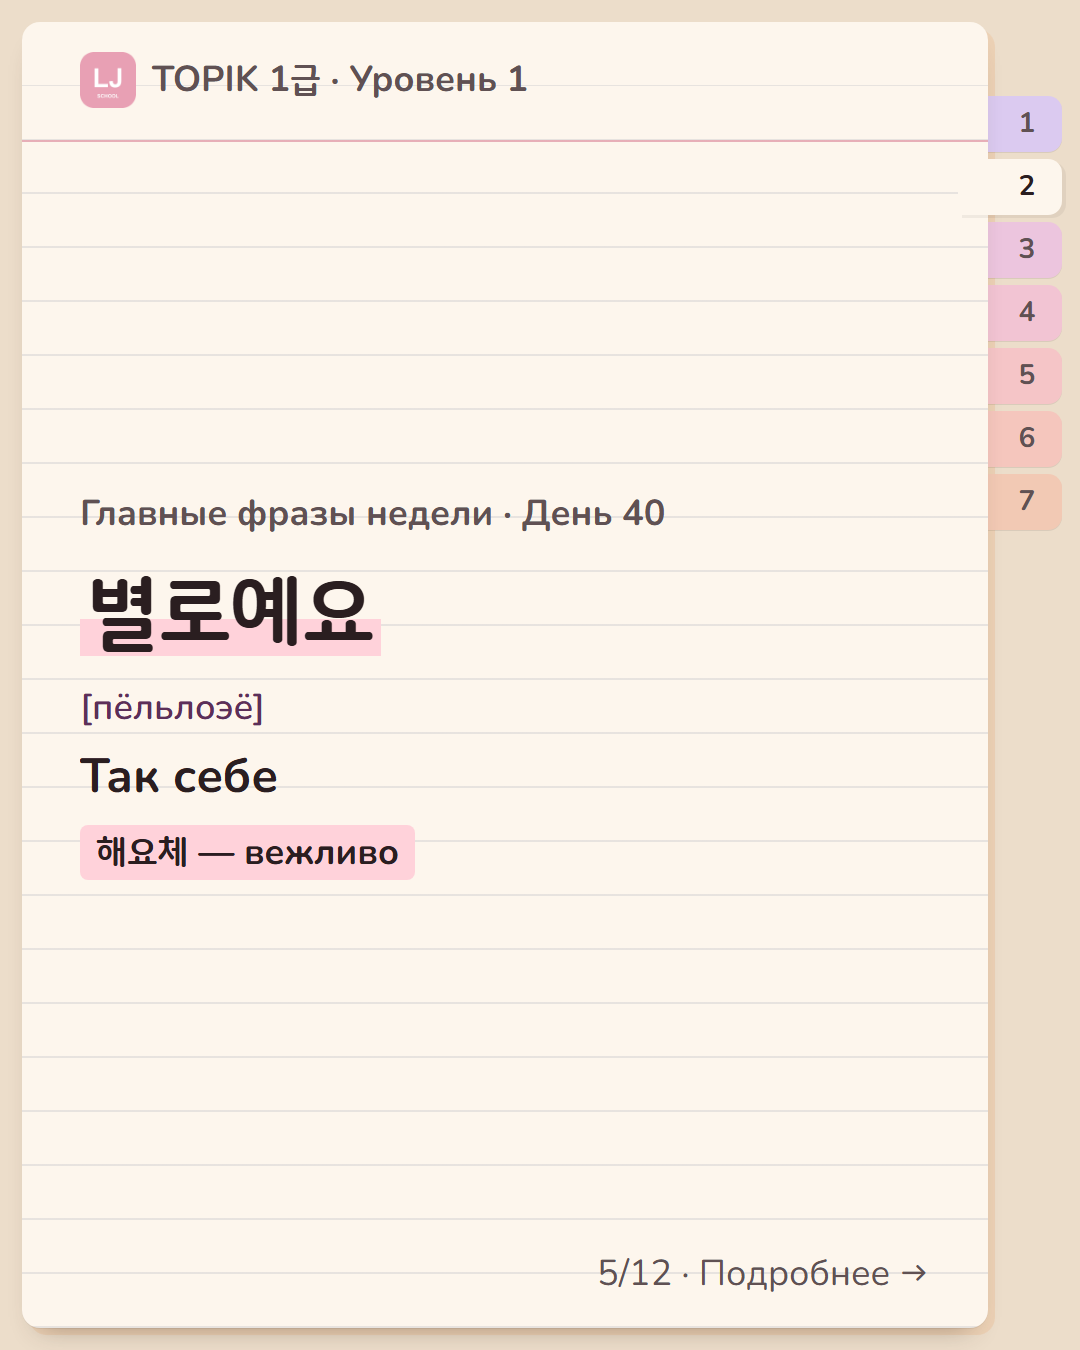 LJ
SCHOOL
TOPIK 1급 · Уровень 1
1
2
3
4
5
6
7
Главные фразы недели · День 40
별로예요
[пёльлоэё]
Так себе
해요체 — вежливо
5/12 · Подробнее →